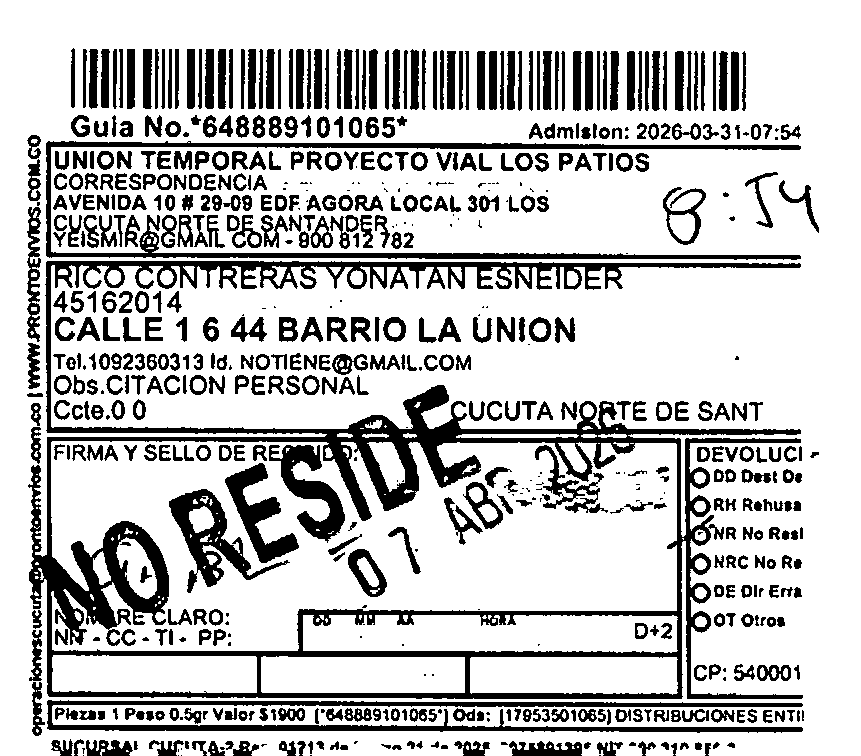 Guia No.*648889101065*
Admision: 2026-03-31-07:54
UNION TEMPORAL PROYECTO VIAL LOS PATIOS
CORRESPONDENCIA
AVENIDA 10 # 29-09 EDF AGORA LOCAL 301 LOS
CUCUTA NORTE DE SANTANDER
YEISMIR@GMAIL COM - 900 812 782
8:54
RICO CONTRERAS YONATAN ESNEIDER
45162014
CALLE 1 6 44 BARRIO LA UNION
Tel.1092360313 Id. NOTIENE@GMAIL.COM
Obs.CITACION PERSONAL
Ccte.0 0
CUCUTA NORTE DE SANT
FIRMA Y SELLO DE RECIBIDO:
NO RESIDE
07 ABR
NOMBRE CLARO:
NT - CC - TI - PP:
DD MM AA HORA
D+2
DEVOLUCI
DD Dest De
RH Rehusa
NR No Resi
NRC No Re
DE Dir Erra
OT Otros
CP: 540001
Piezas 1 Peso 0.5gr Valor $1900 [*648889101065*] Ods: [17953501065] DISTRIBUCIONES ENTI
SUCURSAL CUCUTA
operacionescucuta@prontoenvios.com.co | WWW.PRONTOENVIOS.COM.CO